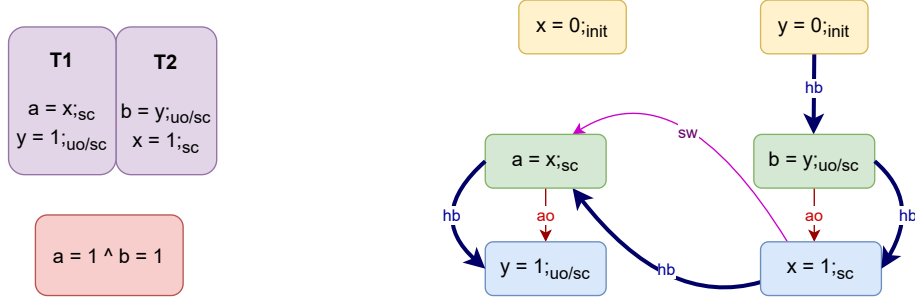 T1
a = x;sc
y = 1;uo/sc
T2
b = y;uo/sc
x = 1;sc
a = 1 ^ b = 1
x = 0;init
y = 0;init
hb
sw
a = x;sc
b = y;uo/sc
hb
ao
ao
hb
y = 1;uo/sc
hb
x = 1;sc